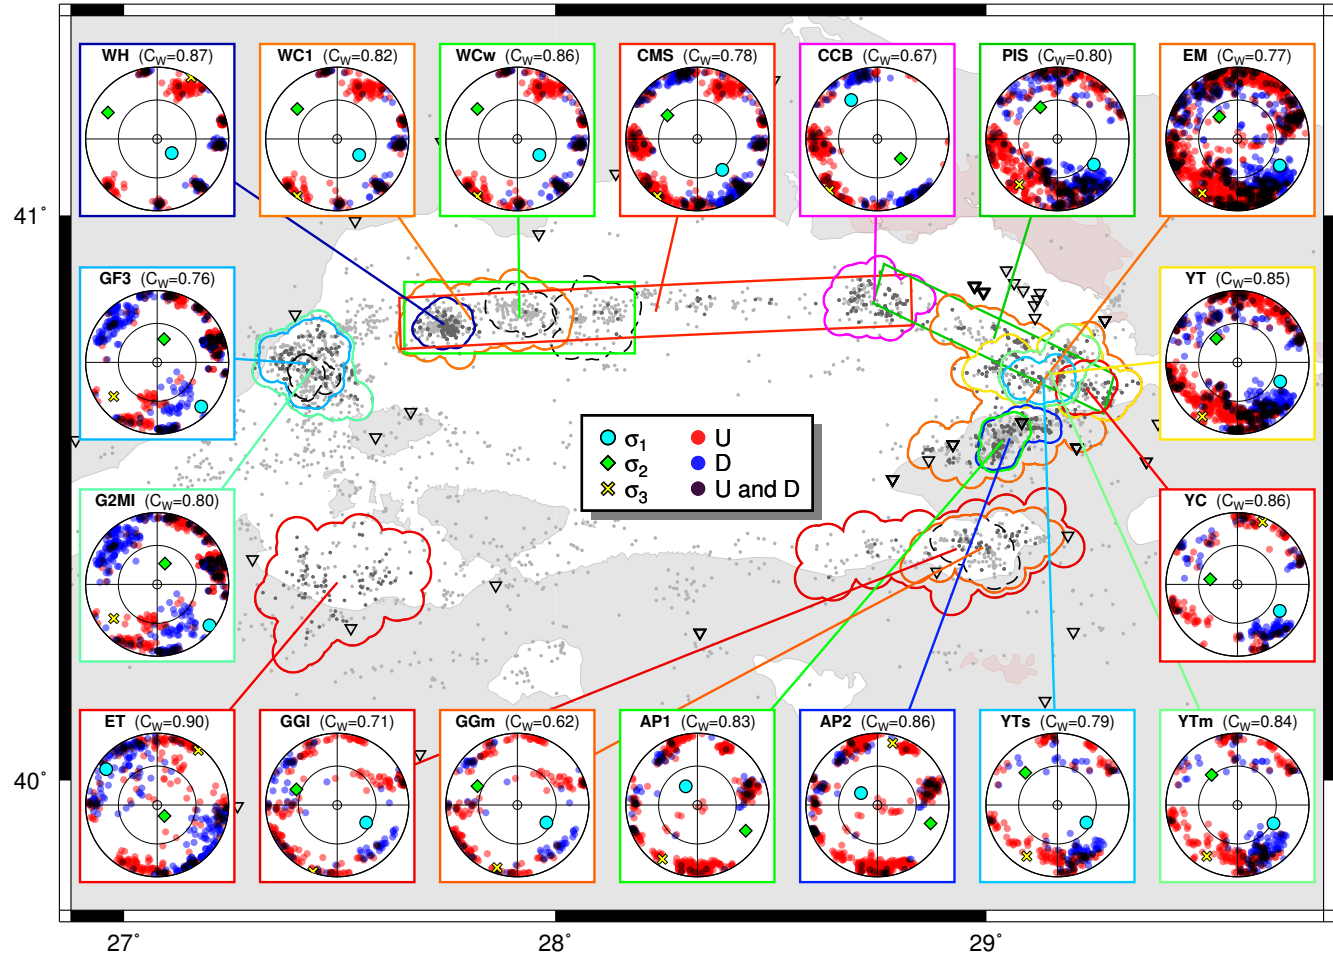 WH (CW=0.87)
WC1 (CW=0.82)
WCw (CW=0.86)
CMS (CW=0.78)
CCB (CW=0.67)
PIS (CW=0.80)
EM (CW=0.77)
41°
GF3 (CW=0.76)
YT (CW=0.85)
σ1 U
σ2 D
σ3 U and D
G2MI (CW=0.80)
YC (CW=0.86)
ET (CW=0.90)
GGI (CW=0.71)
GGm (CW=0.62)
AP1 (CW=0.83)
AP2 (CW=0.86)
YTs (CW=0.79)
YTm (CW=0.84)
40°
27°
28°
29°